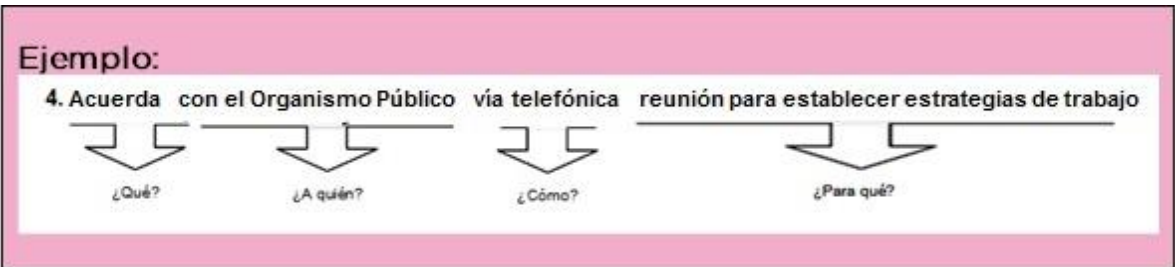 Ejemplo:
4. Acuerda con el Organismo Público vía telefónica reunión para establecer estrategias de trabajo
¿Qué? ¿A quién? ¿Cómo? ¿Para qué?